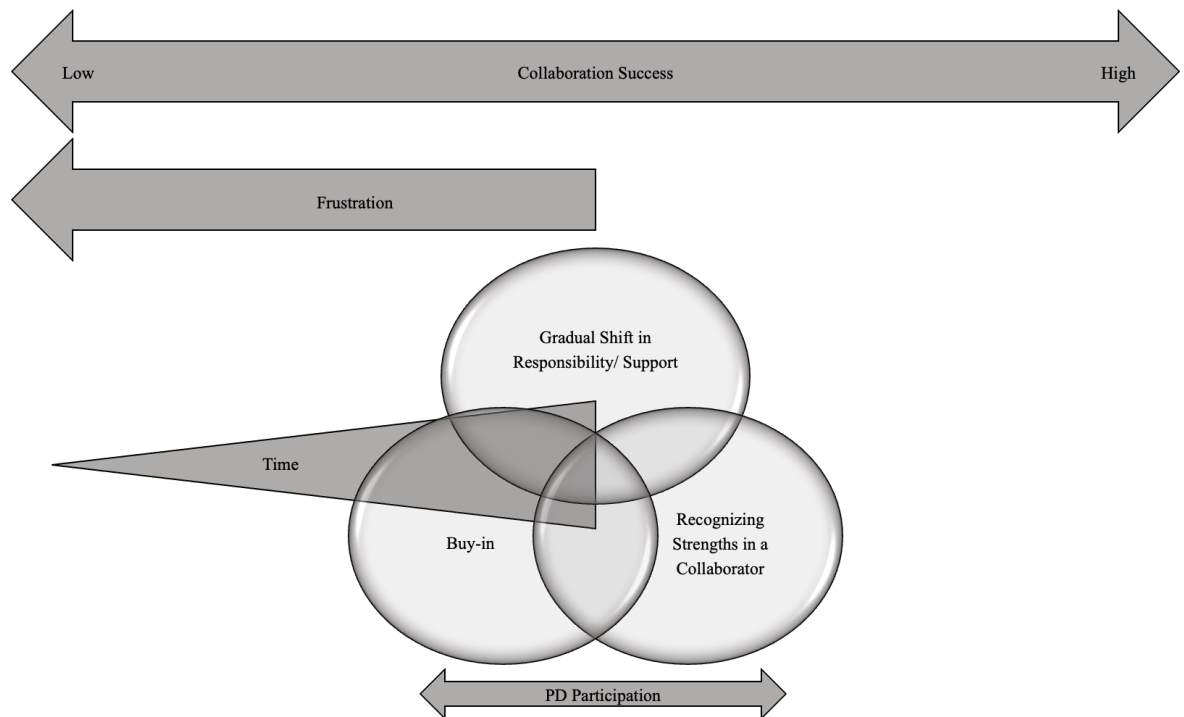 Low Collaboration Success High
Frustration
Gradual Shift in
Responsibility/ Support
Time
Buy-in
Recognizing
Strengths in a
Collaborator
PD Participation